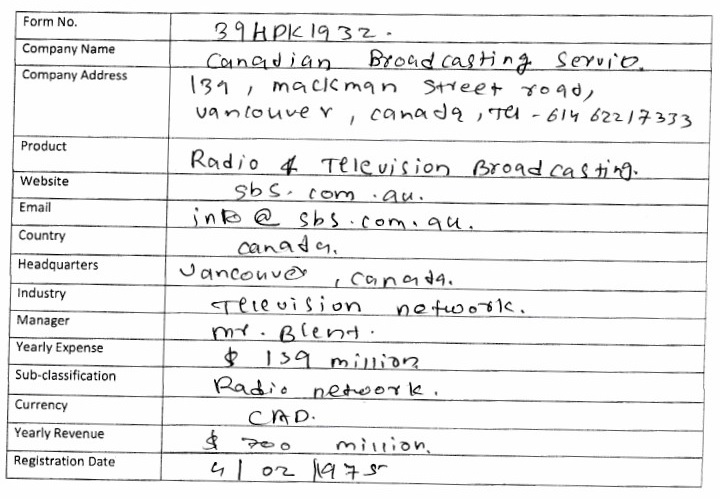 Form No. 39HPK1932.
Company Name Canadian Broadcasting Servic.
Company Address 139, mackman street road,
vancouver, canada, Tel - 614 62217333
Product Radio & Television Broadcasting.
Website sbs.com.au.
Email info@sbs.com.au.
Country canada.
Headquarters Vancouver, canada.
Industry Television network.
Manager mr. Blent.
Yearly Expense $ 139 million
Sub-classification Radio network.
Currency CAD.
Yearly Revenue $ 700 million.
Registration Date 4/02/1975